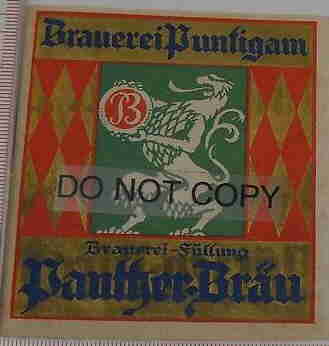 Brauerei Puntigam
B
DO NOT COPY
Brauerei-Füllung
Panther-Bräu